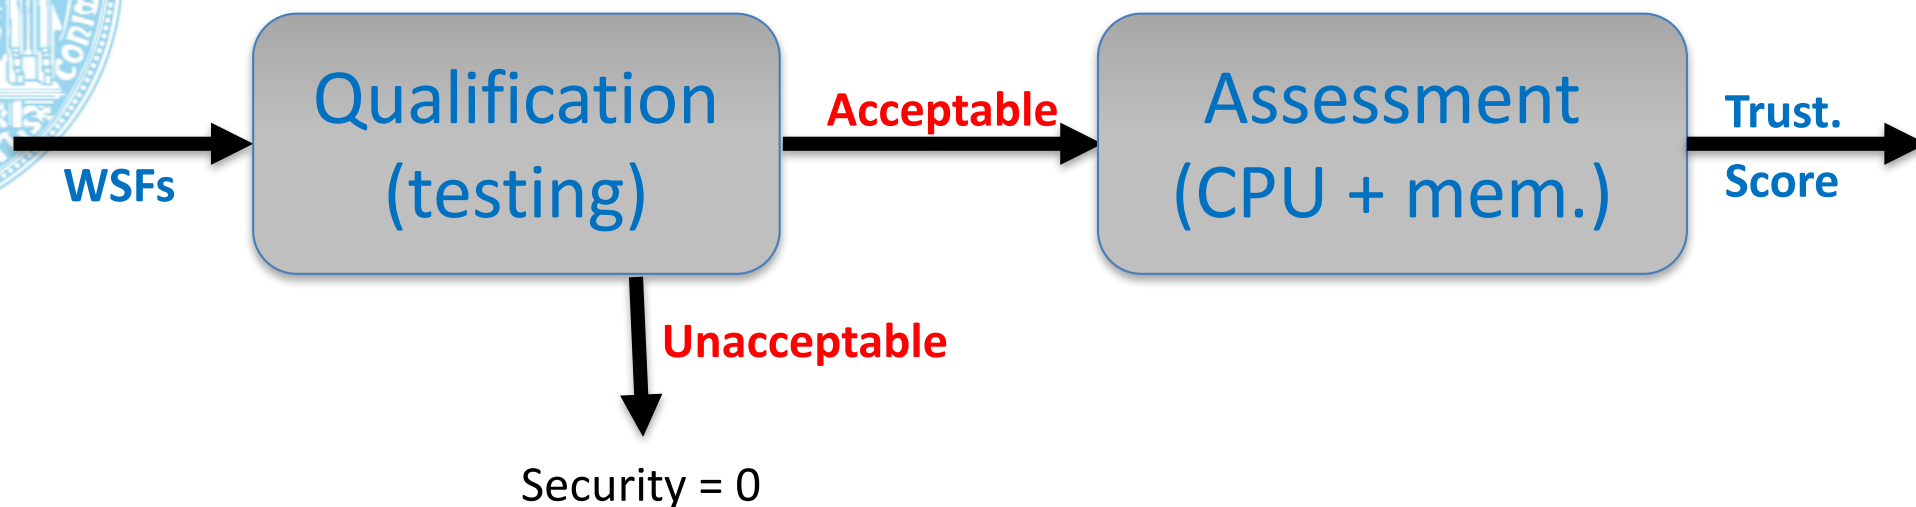 WSFs
Qualification
(testing)
Acceptable
Assessment
(CPU + mem.)
Trust.
Score
Unacceptable
Security = 0